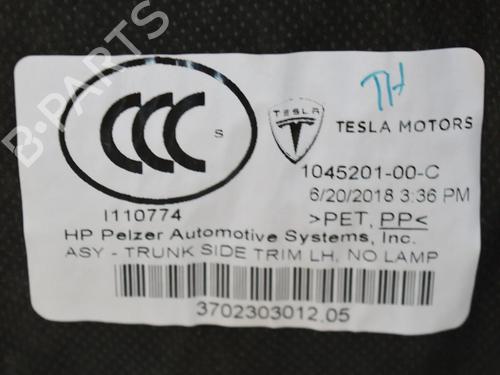 B-PARTS
CCC
S
TESLA
TH
TESLA MOTORS
1045201-00-C
6/20/2018 3:36 PM
>PET, PP<
I110774
HP Pelzer Automotive Systems, Inc.
ASY - TRUNK SIDE TRIM LH, NO LAMP
3702303012.05